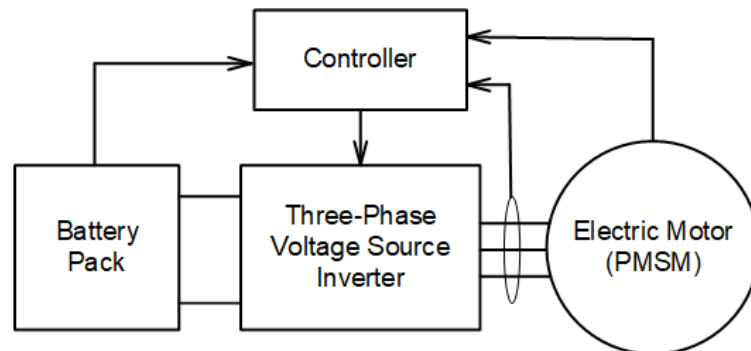 Controller
Battery
Pack
Three-Phase
Voltage Source
Inverter
Electric Motor
(PMSM)